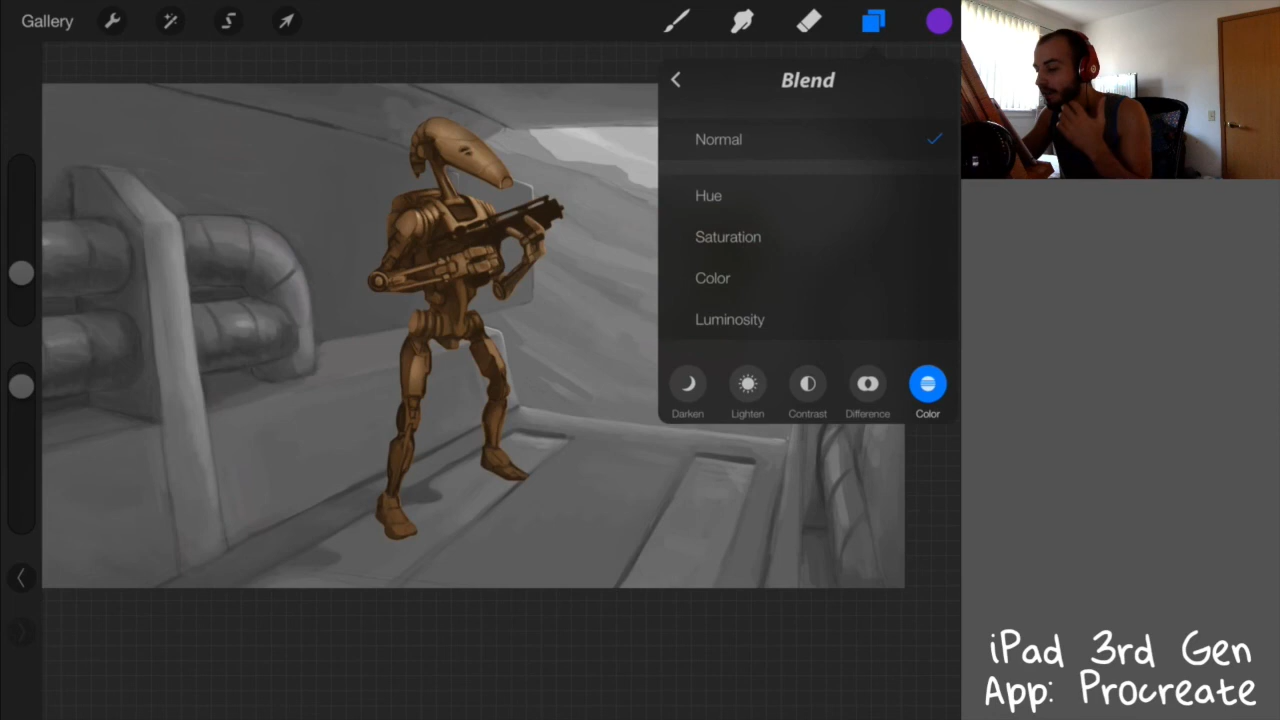 Gallery
Blend
Normal
Hue
Saturation
Color
Luminosity
Darken
Lighten
Contrast
Difference
Color
iPad 3rd Gen
App: Procreate